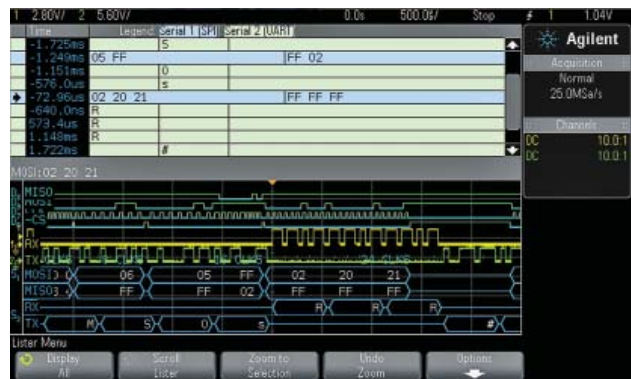 1 2.80V/ 2 5.60V/ 0.0s 500.0s/ Stop 1 1.04V
Time Legend: Serial 1 [SPI] Serial 2 [UART]
-1.725ms S
-1.249ms 05 FF FF 02
-1.151ms 0
-576.0us s
-72.96us 02 20 21 FF FF FF
-640.0ns R
573.4us R
1.148ms R
1.722ms #
Agilent
Acquisition
Normal
25.0MSa/s
Channels
DC 10.0:1
DC 10.0:1
MOSI:02 20 21
MISO
MOSI
~CS
RX
TX
24 CLKS
MOSI 06 05 FF 02 20 21
MISO FF FF 02 FF FF FF
RX R R R
TX M S 0 s #
Lister Menu
Display Scroll Zoom to Undo Options
All Lister Selection Zoom